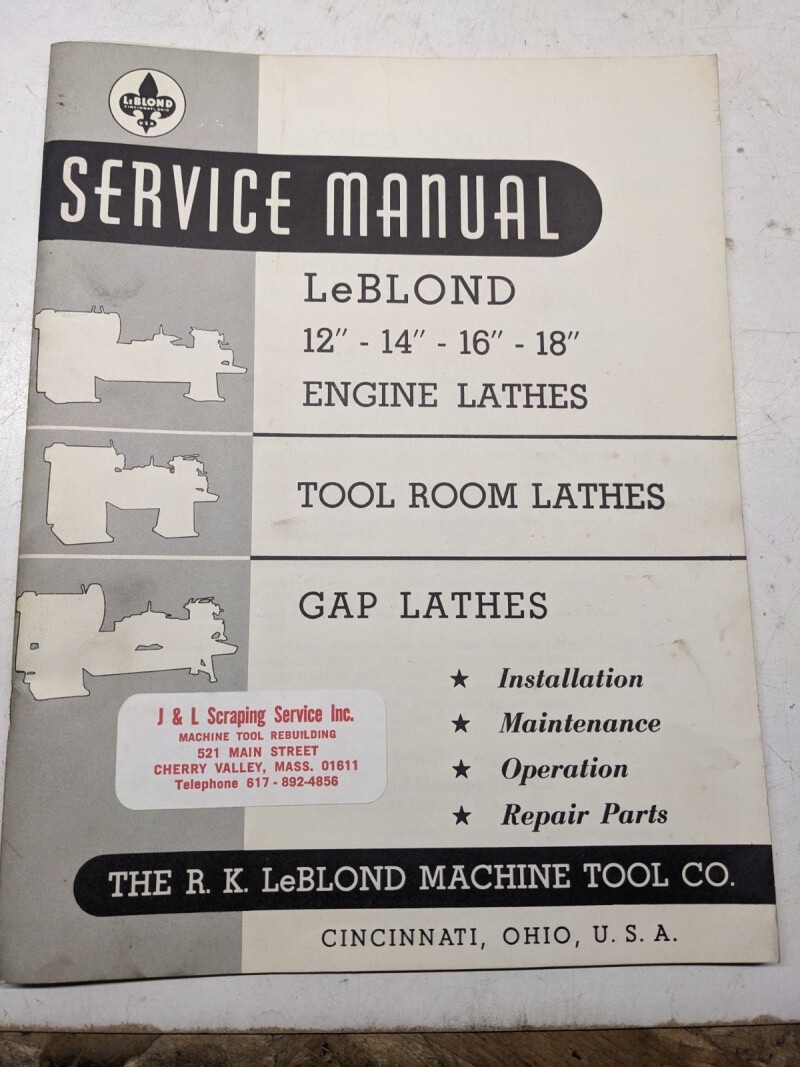 LeBLOND
CINCINNATI, OHIO
U S A
SERVICE MANUAL
LeBLOND
12″ - 14″ - 16″ - 18″
ENGINE LATHES
TOOL ROOM LATHES
GAP LATHES
★ Installation
★ Maintenance
★ Operation
★ Repair Parts
J & L Scraping Service Inc.
MACHINE TOOL REBUILDING
521 MAIN STREET
CHERRY VALLEY, MASS. 01611
Telephone 617 - 892-4856
THE R. K. LeBLOND MACHINE TOOL CO.
CINCINNATI, OHIO, U. S. A.